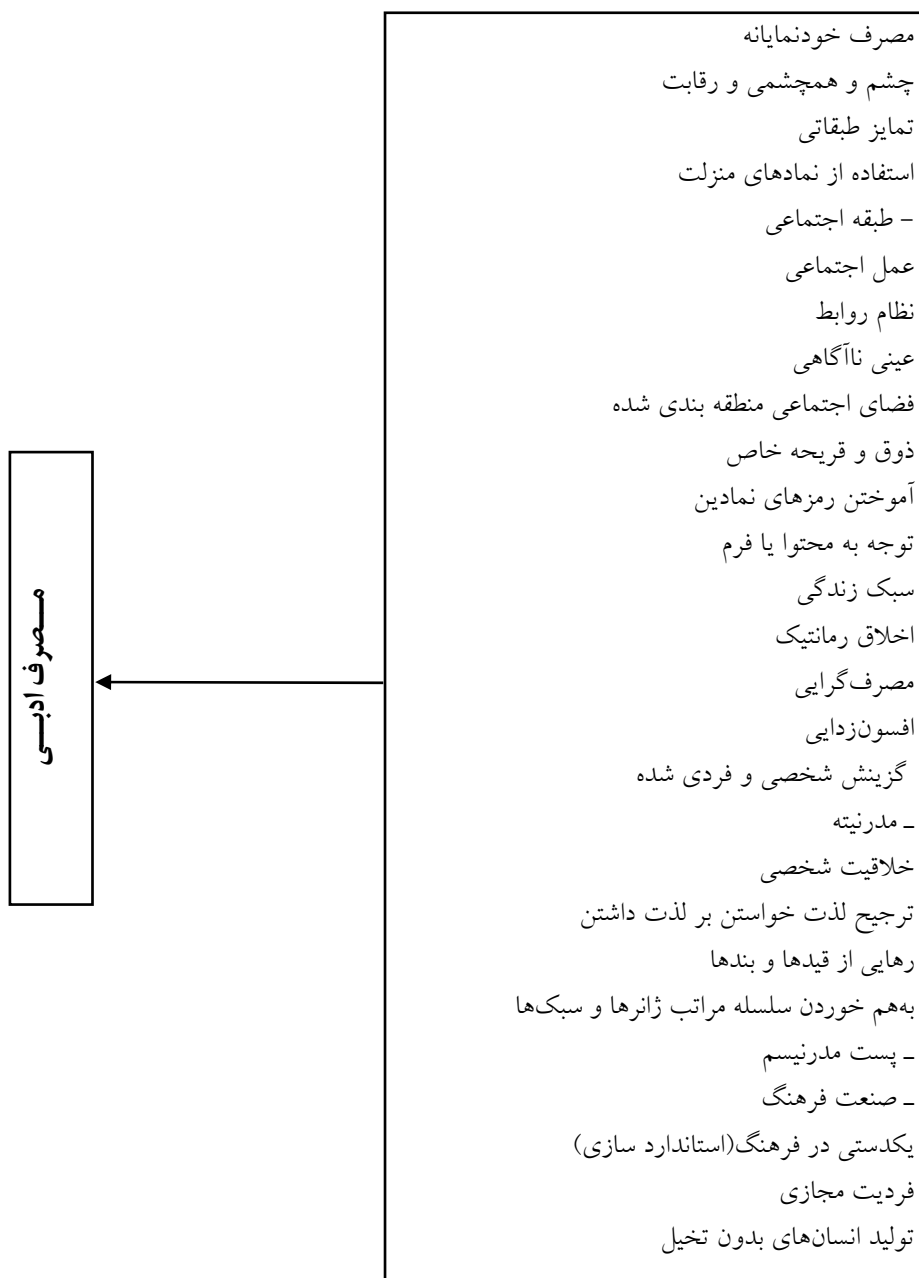 مصرف خودنمایانه
چشم و همچشمی و رقابت
تمایز طبقاتی
استفاده از نمادهای منزلت
– طبقه اجتماعی
عمل اجتماعی
نظام روابط
عینی ناآگاهی
فضای اجتماعی منطقه بندی شده
ذوق و قریحه خاص
آموختن رمزهای نمادین
توجه به محتوا یا فرم
سبک زندگی
اخلاق رمانتیک
مصرف‌گرایی
افسون‌زدایی
گزینش شخصی و فردی شده
ـ مدرنیته
خلاقیت شخصی
ترجیح لذت خواستن بر لذت داشتن
رهایی از قیدها و بندها
به‌هم خوردن سلسله مراتب ژانرها و سبک‌ها
ـ پست مدرنیسم
ـ صنعت فرهنگ
یکدستی در فرهنگ(استاندارد سازی)
فردیت مجازی
تولید انسان‌های بدون تخیل
مـــصرف ادبـــی